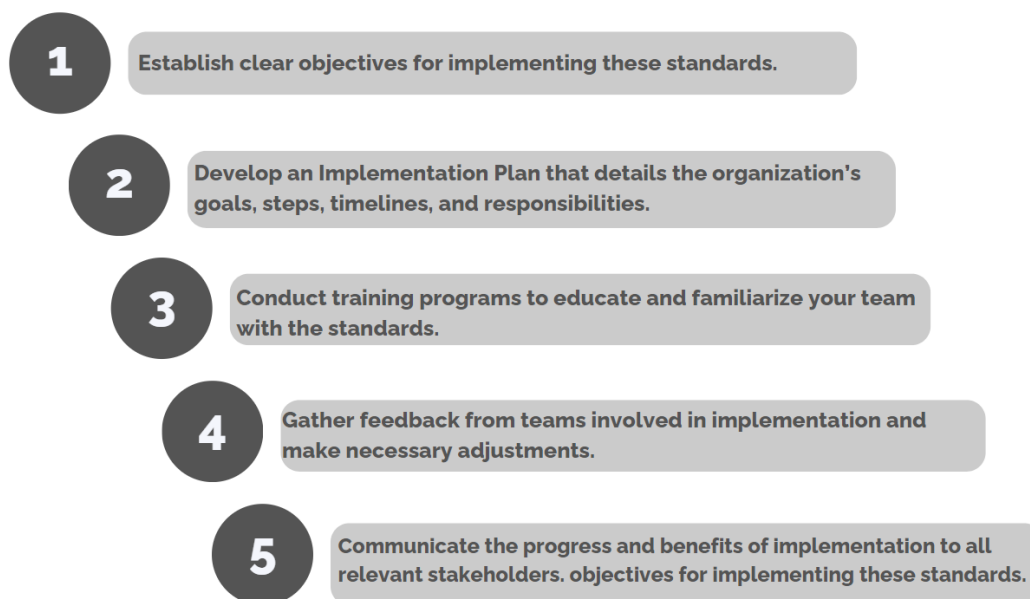 1
Establish clear objectives for implementing these standards.
2
Develop an Implementation Plan that details the organization's
goals, steps, timelines, and responsibilities.
3
Conduct training programs to educate and familiarize your team
with the standards.
4
Gather feedback from teams involved in implementation and
make necessary adjustments.
5
Communicate the progress and benefits of implementation to all
relevant stakeholders. objectives for implementing these standards.